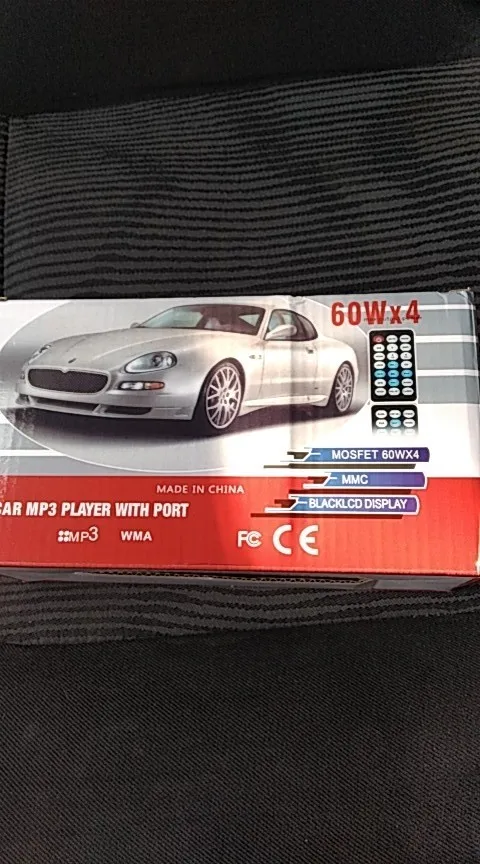 60Wx4
MOSFET 60WX4
MMC
BLACKLCD DISPLAY
MADE IN CHINA
CAR MP3 PLAYER WITH PORT
MP3 WMA FC CE